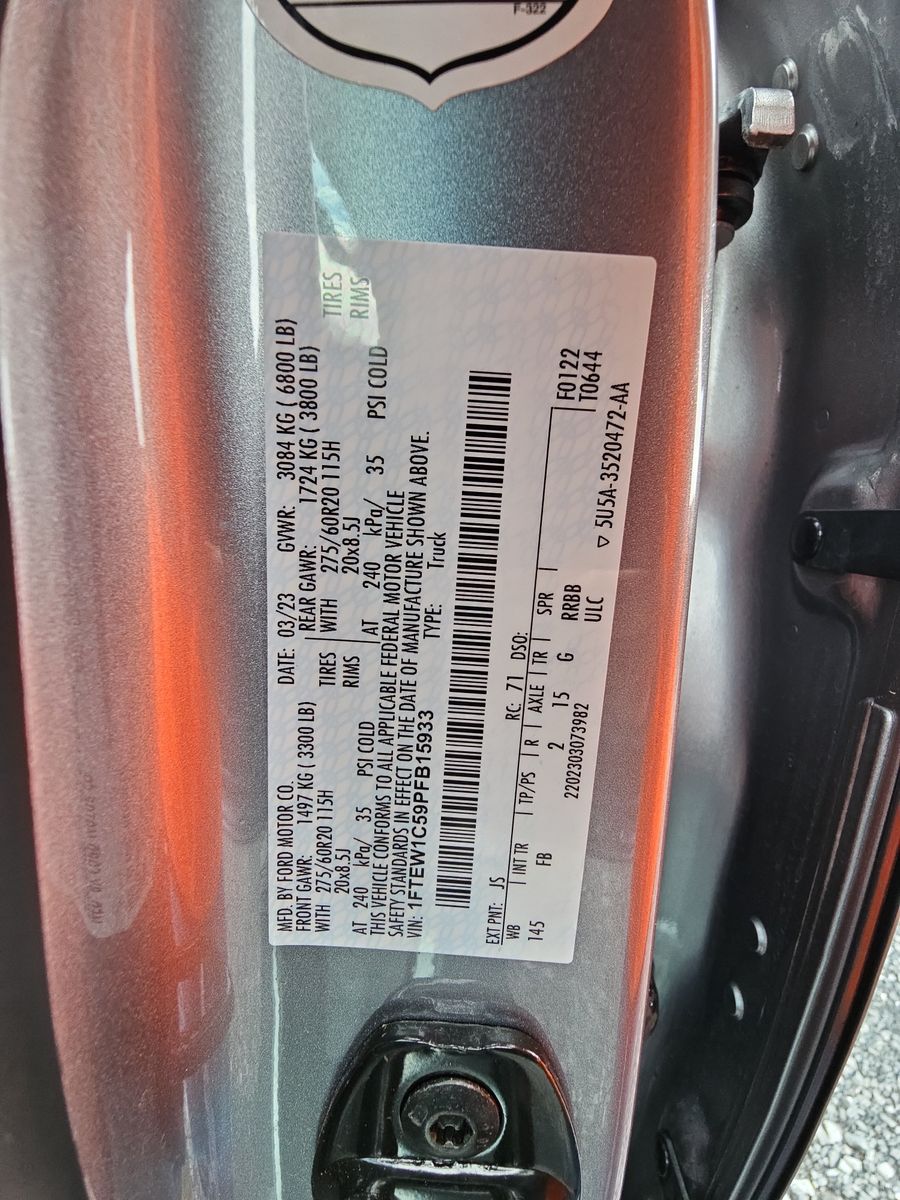 F-322
MFD. BY FORD MOTOR CO.
DATE: 03/23 GVWR: 3084 KG ( 6800 LB)
FRONT GAWR: 1497 KG ( 3300 LB)
REAR GAWR: 1724 KG ( 3800 LB)
WITH 275/60R20 115H TIRES
WITH 275/60R20 115H TIRES
20x8.5J RIMS
20x8.5J RIMS
AT 240 kPa/ 35 PSI COLD
AT 240 kPa/ 35 PSI COLD
THIS VEHICLE CONFORMS TO ALL APPLICABLE FEDERAL MOTOR VEHICLE
SAFETY STANDARDS IN EFFECT ON THE DATE OF MANUFACTURE SHOWN ABOVE.
VIN: 1FTEW1C59PFB15933 TYPE: Truck
F0122
T0644
EXT PNT: JS RC: 71 DSO:
WB INT TR TP/PS R AXLE TR SPR
145 FB 2 15 G RRBB
2202303073982 ULC
▽ 5U5A-3520472-AA